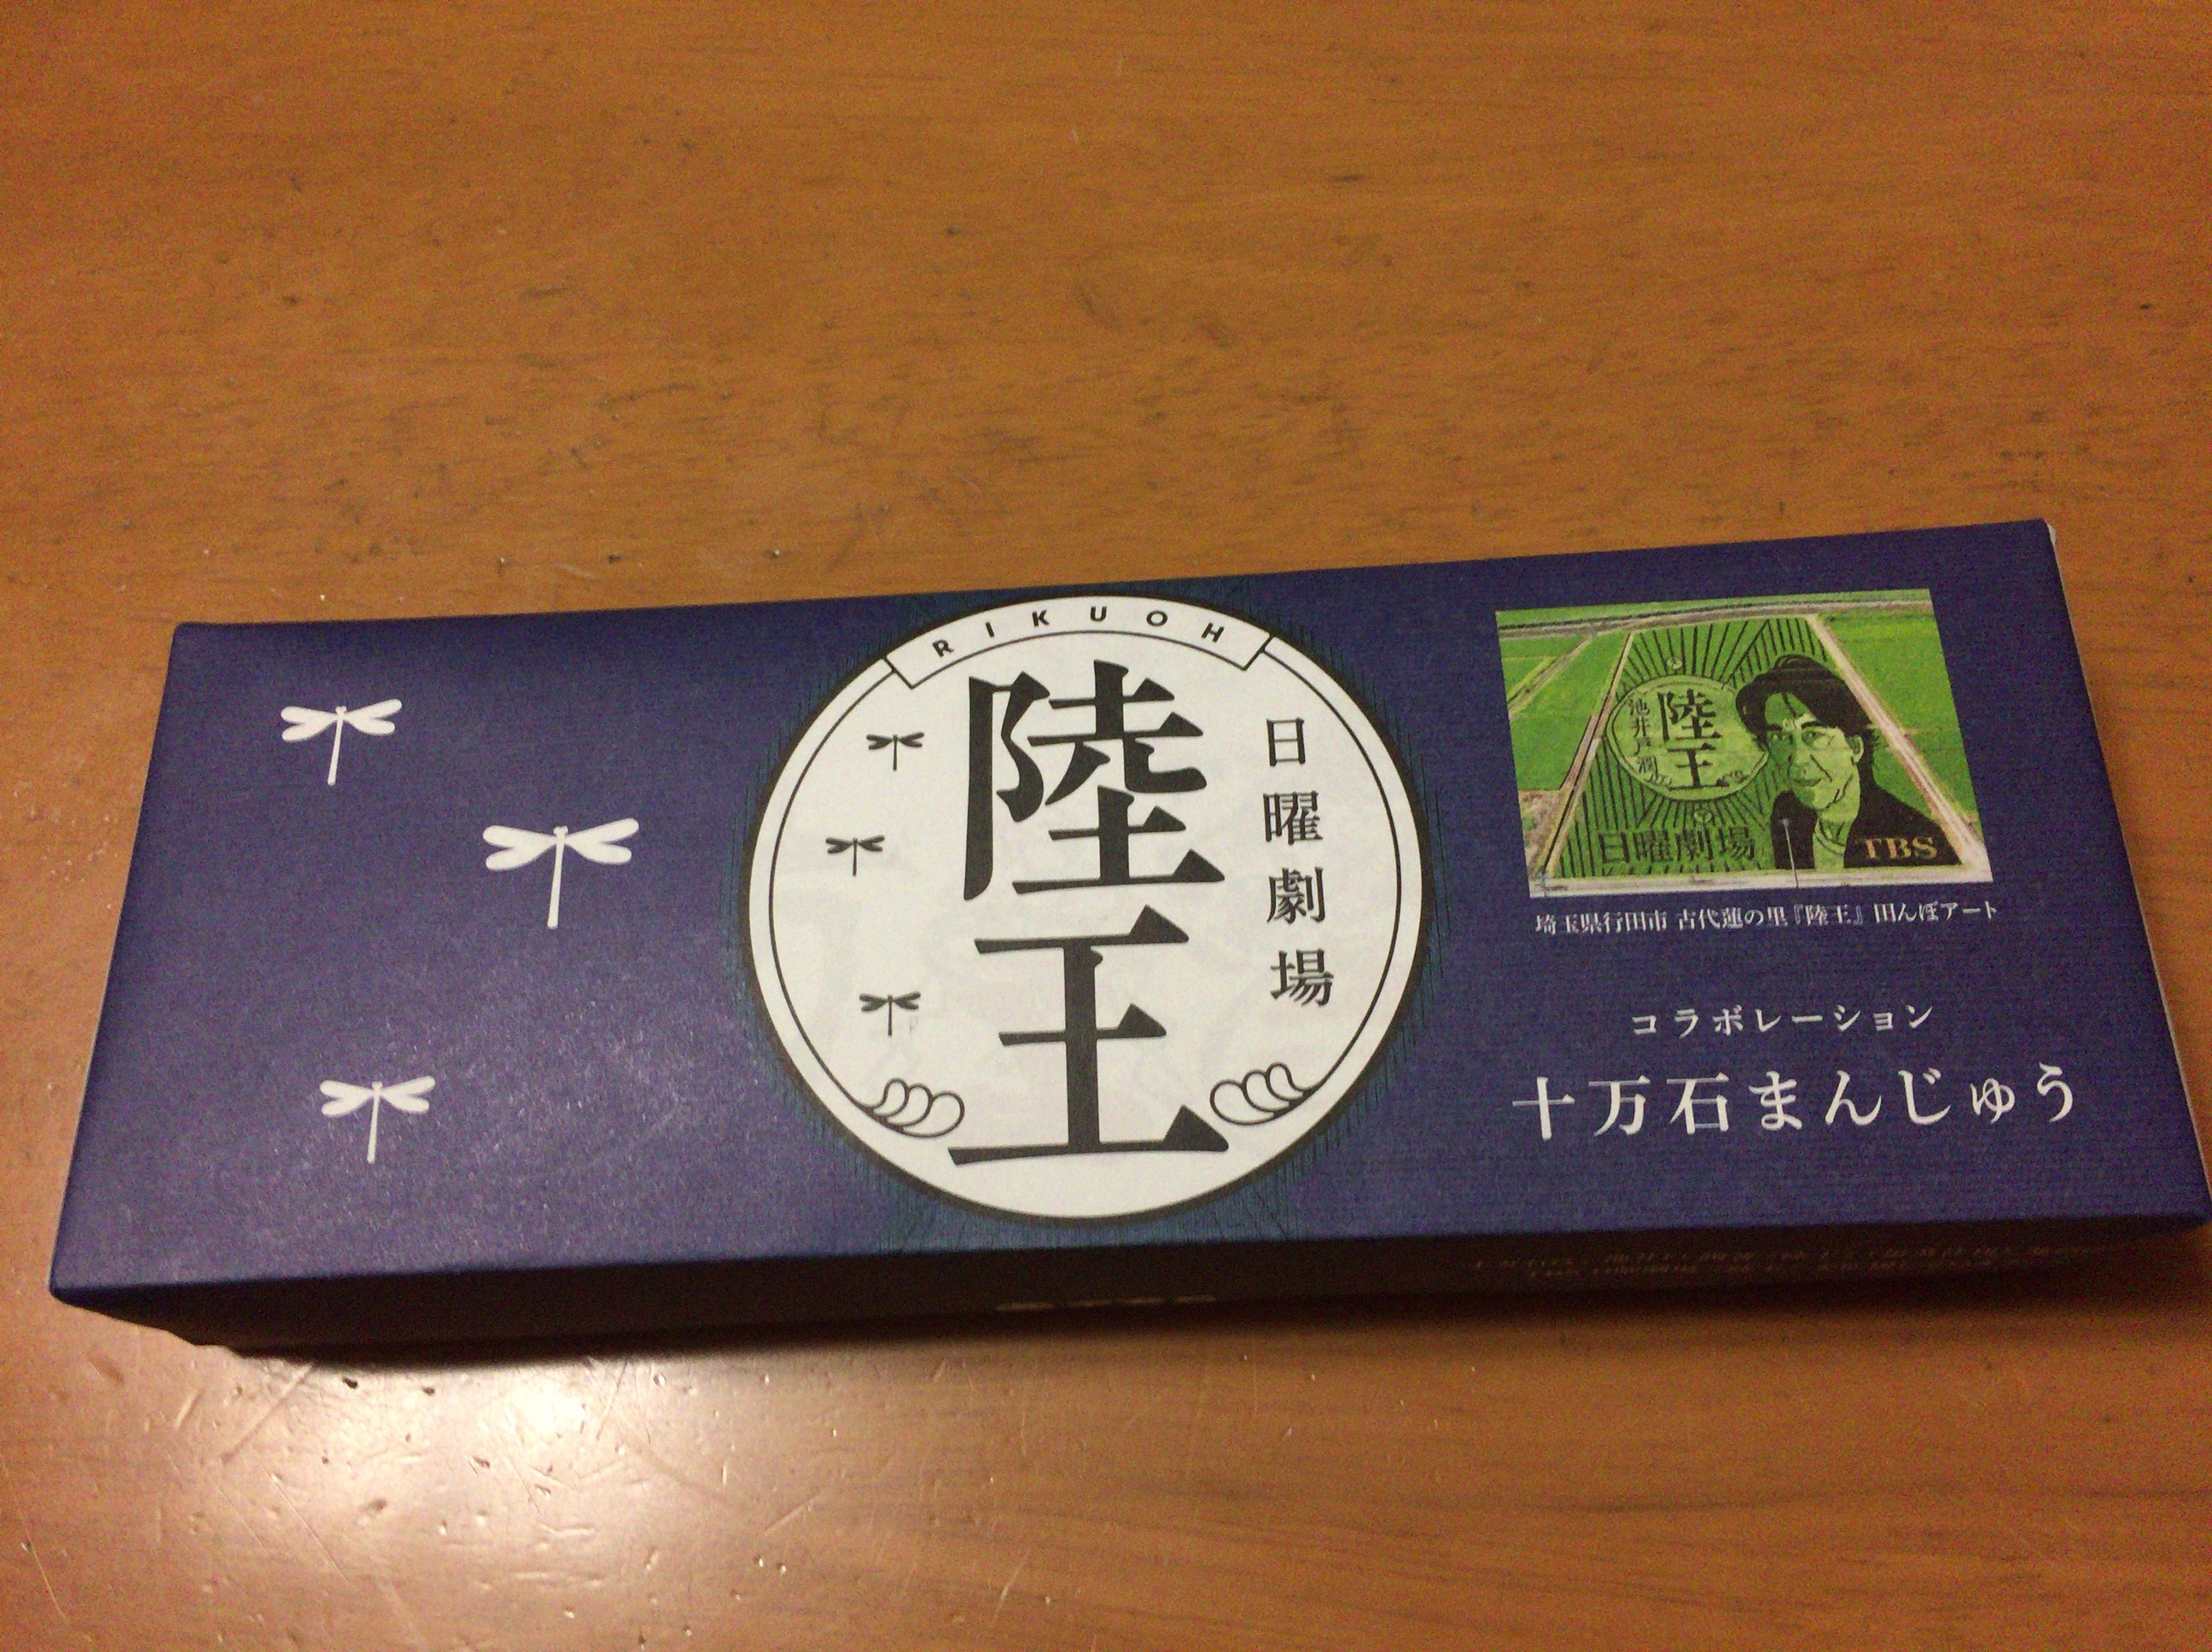 RIKUOH
陸王
日曜劇場
陸王
池井戸潤
日曜劇場
TBS
埼玉県行田市 古代蓮の里『陸王』田んぼアート
コラボレーション
十万石まんじゅう